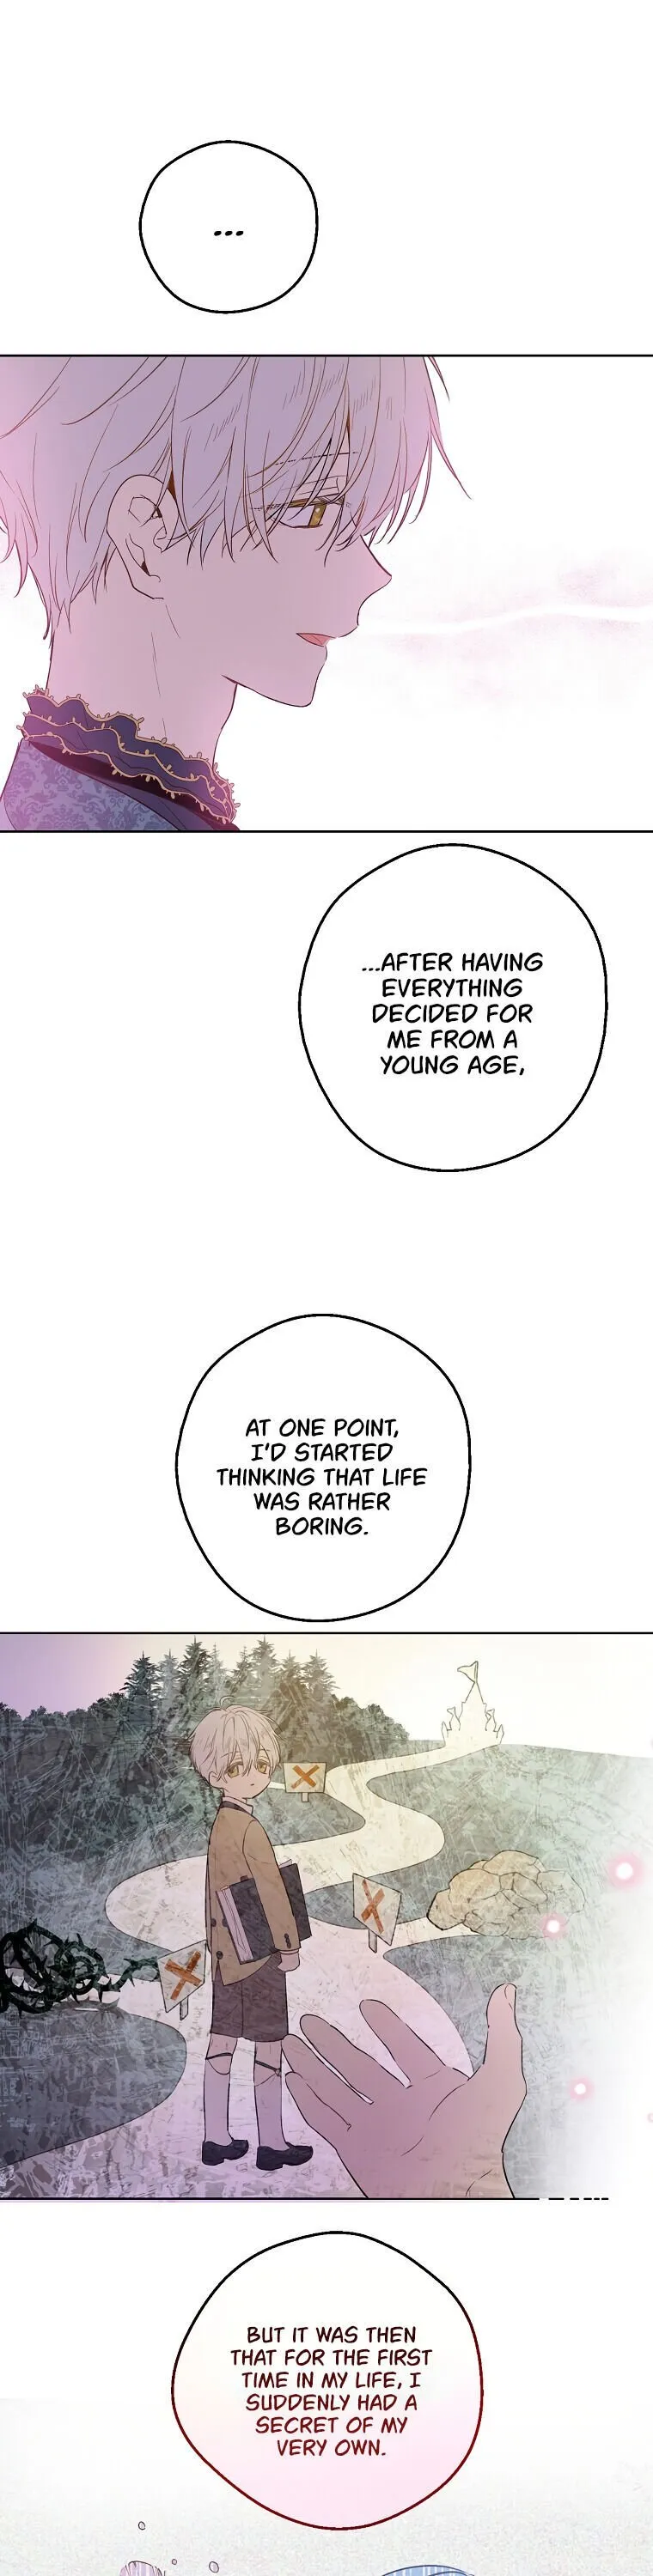 ...
...AFTER HAVING
EVERYTHING
DECIDED FOR
ME FROM A
YOUNG AGE,
AT ONE POINT,
I'D STARTED
THINKING THAT LIFE
WAS RATHER
BORING.
BUT IT WAS THEN
THAT FOR THE FIRST
TIME IN MY LIFE, I
SUDDENLY HAD A
SECRET OF MY
VERY OWN.